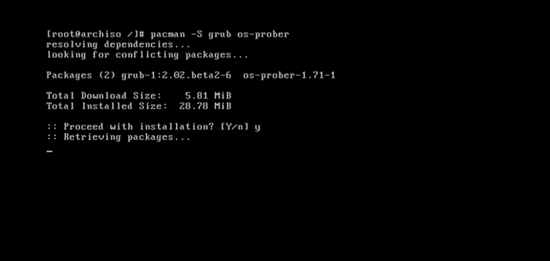 [root@archiso /]# pacman -S grub os-prober
resolving dependencies...
looking for conflicting packages...
Packages (2) grub-1:2.02.beta2-6  os-prober-1.71-1
Total Download Size:    5.81 MiB
Total Installed Size:  28.78 MiB
:: Proceed with installation? [Y/n] y
:: Retrieving packages...